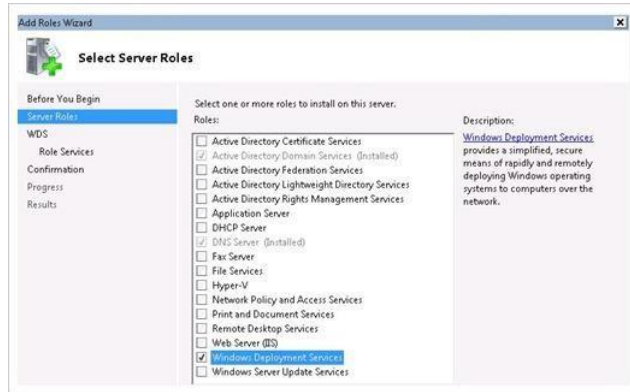 Add Roles Wizard
Select Server Roles
Before You Begin
Server Roles
WDS
Role Services
Confirmation
Progress
Results
Select one or more roles to install on this server.
Roles:
Active Directory Certificate Services
Active Directory Domain Services (Installed)
Active Directory Federation Services
Active Directory Lightweight Directory Services
Active Directory Rights Management Services
Application Server
DHCP Server
DNS Server (Installed)
Fax Server
File Services
Hyper-V
Network Policy and Access Services
Print and Document Services
Remote Desktop Services
Web Server (IIS)
Windows Deployment Services
Windows Server Update Services
Description:
Windows Deployment Services
provides a simplified, secure
means of rapidly and remotely
deploying Windows operating
systems to computers over the
network.